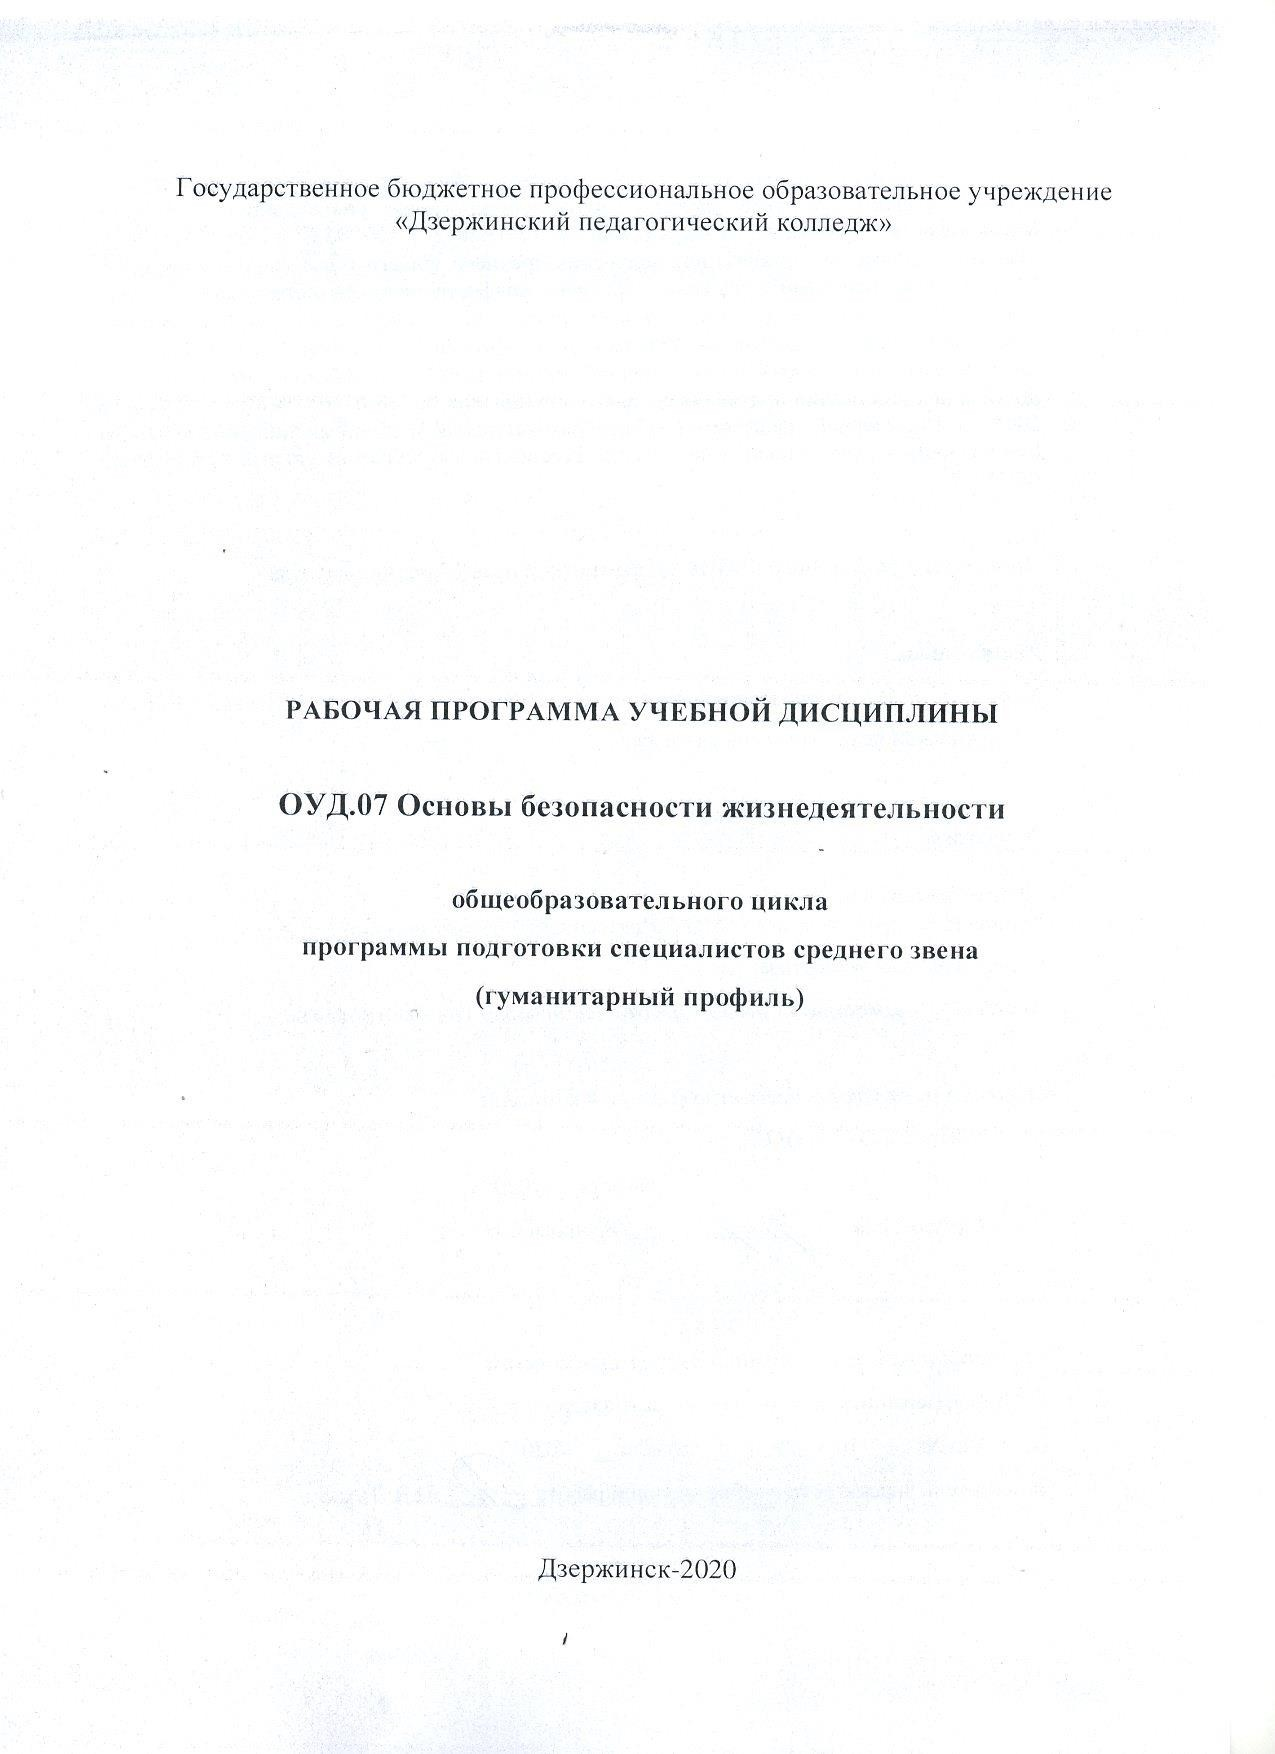 Государственное бюджетное профессиональное образовательное учреждение
«Дзержинский педагогический колледж»
РАБОЧАЯ ПРОГРАММА УЧЕБНОЙ ДИСЦИПЛИНЫ
ОУД.07 Основы безопасности жизнедеятельности
общеобразовательного цикла
программы подготовки специалистов среднего звена
(гуманитарный профиль)
Дзержинск-2020